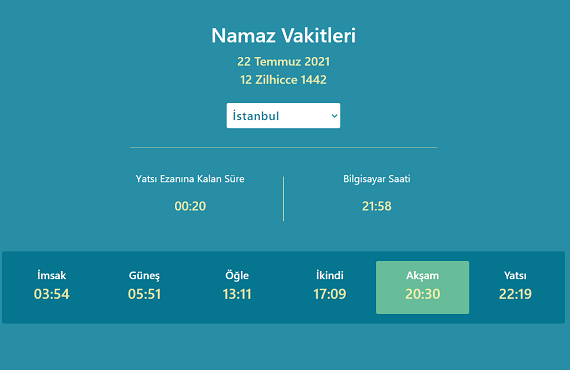 Namaz Vakitleri
22 Temmuz 2021
12 Zilhicce 1442
İstanbul
Yatsı Ezanına Kalan Süre
00:20
Bilgisayar Saati
21:58
İmsak Güneş Öğle İkindi Akşam Yatsı
03:54 05:51 13:11 17:09 20:30 22:19